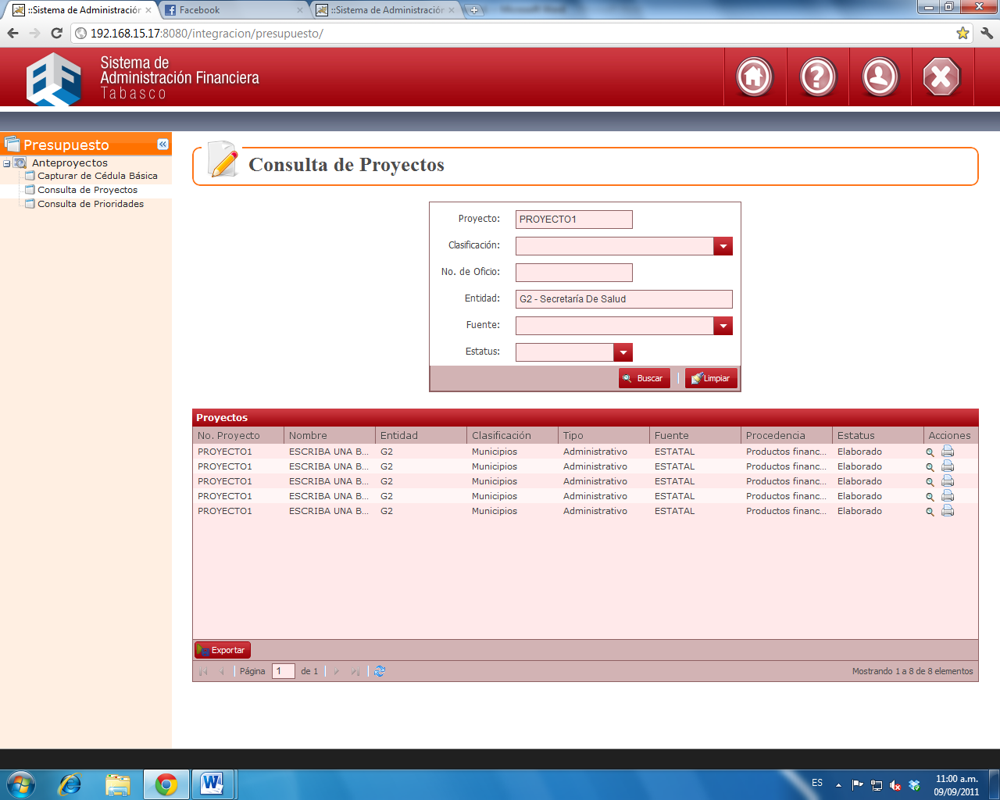 ::Sistema de Administración
Facebook
::Sistema de Administración
Microsoft Word
192.168.15.17:8080/integracion/presupuesto/
Sistema de
Administración Financiera
Tabasco
Presupuesto
Anteproyectos
Capturar de Cédula Básica
Consulta de Proyectos
Consulta de Prioridades
Consulta de Proyectos
Proyecto: PROYECTO1
Clasificación:
No. de Oficio:
Entidad: G2 - Secretaría De Salud
Fuente:
Estatus:
Buscar Limpiar
Proyectos
No. Proyecto Nombre Entidad Clasificación Tipo Fuente Procedencia Estatus Acciones
PROYECTO1 ESCRIBA UNA B... G2 Municipios Administrativo ESTATAL Productos financ... Elaborado
PROYECTO1 ESCRIBA UNA B... G2 Municipios Administrativo ESTATAL Productos financ... Elaborado
PROYECTO1 ESCRIBA UNA B... G2 Municipios Administrativo ESTATAL Productos financ... Elaborado
PROYECTO1 ESCRIBA UNA B... G2 Municipios Administrativo ESTATAL Productos financ... Elaborado
PROYECTO1 ESCRIBA UNA B... G2 Municipios Administrativo ESTATAL Productos financ... Elaborado
Exportar
Página 1 de 1 Mostrando 1 a 8 de 8 elementos
ES 11:00 a.m.
09/09/2011